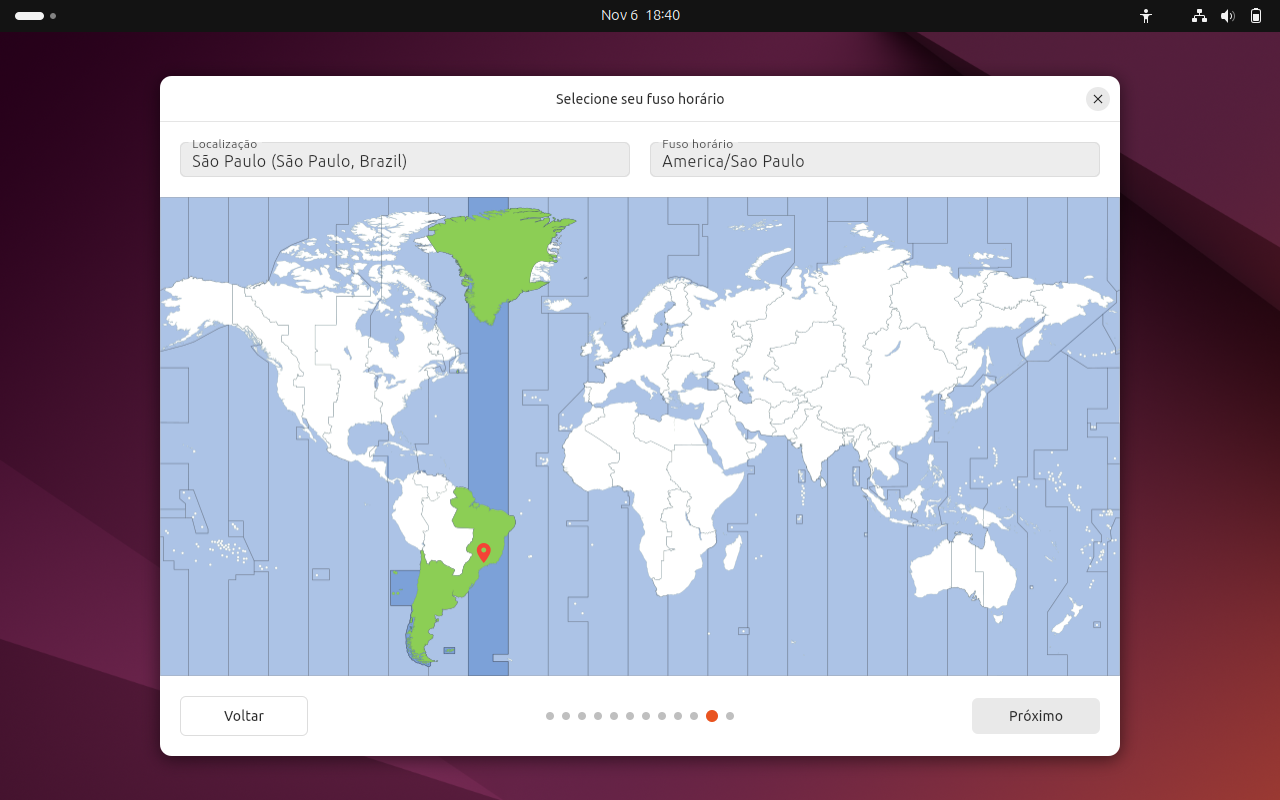 Nov 6 18:40
Selecione seu fuso horário
Localização
São Paulo (São Paulo, Brazil)
Fuso horário
America/Sao Paulo
Voltar
Próximo